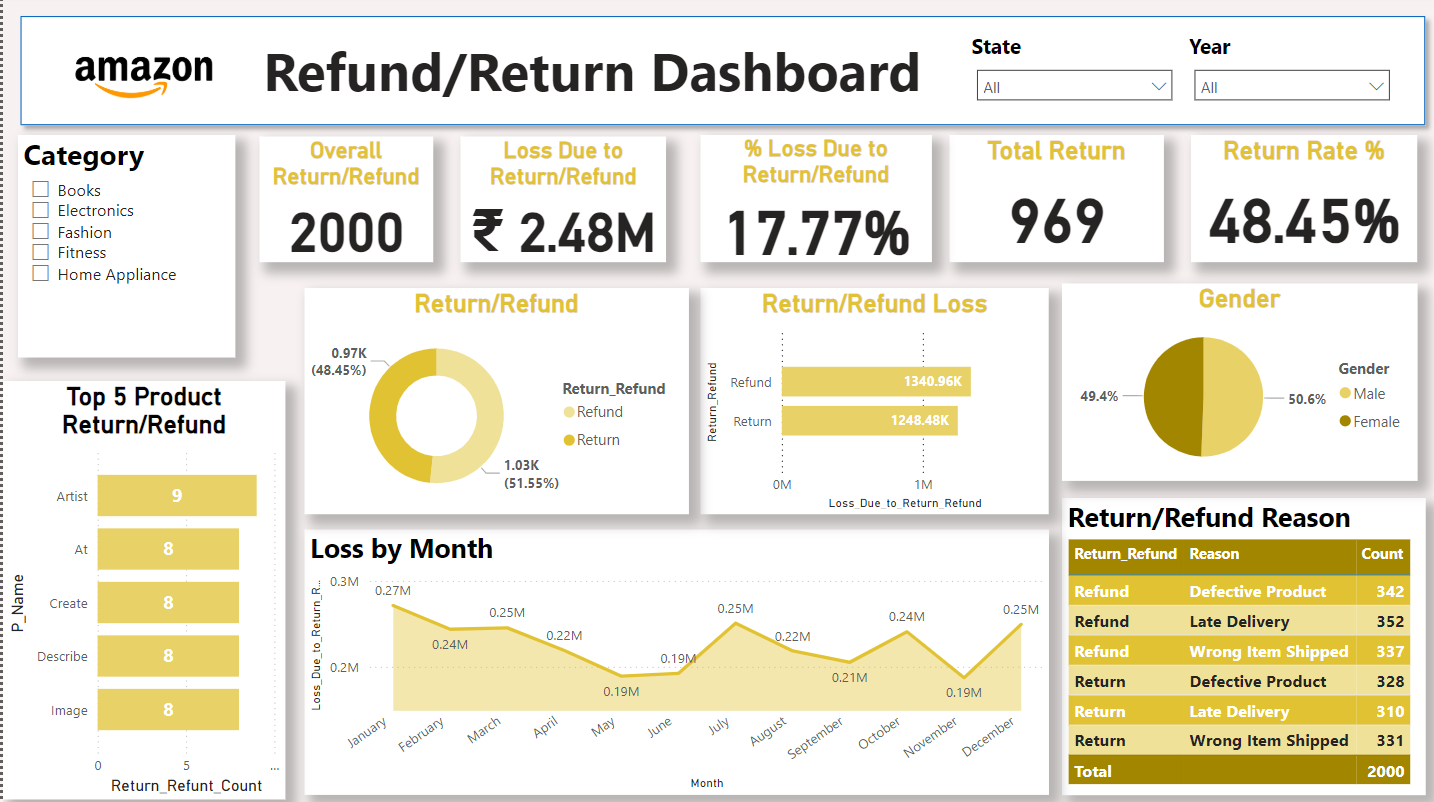 amazon
Refund/Return Dashboard
State
All
Year
All
Category
Books
Electronics
Fashion
Fitness
Home Appliance
Overall
Return/Refund
2000
Loss Due to
Return/Refund
₹ 2.48M
% Loss Due to
Return/Refund
17.77%
Total Return
969
Return Rate %
48.45%
Return/Refund
0.97K
(48.45%)
1.03K
(51.55%)
Return_Refund
Refund
Return
Return/Refund Loss
Return_Refund
Refund
1340.96K
Return
1248.48K
0M
1M
Loss_Due_to_Return_Refund
Gender
49.4%
50.6%
Gender
Male
Female
Top 5 Product
Return/Refund
P_Name
Artist
9
At
8
Create
8
Describe
8
Image
8
0
5
...
Return_Refunt_Count
Loss by Month
Loss_Due_to_Return_R...
0.3M
0.2M
0.27M
0.24M
0.25M
0.22M
0.19M
0.19M
0.25M
0.22M
0.21M
0.24M
0.19M
0.25M
January
February
March
April
May
June
July
August
September
October
November
December
Month
Return/Refund Reason
Return_Refund Reason Count
Refund Defective Product 342
Refund Late Delivery 352
Refund Wrong Item Shipped 337
Return Defective Product 328
Return Late Delivery 310
Return Wrong Item Shipped 331
Total 2000